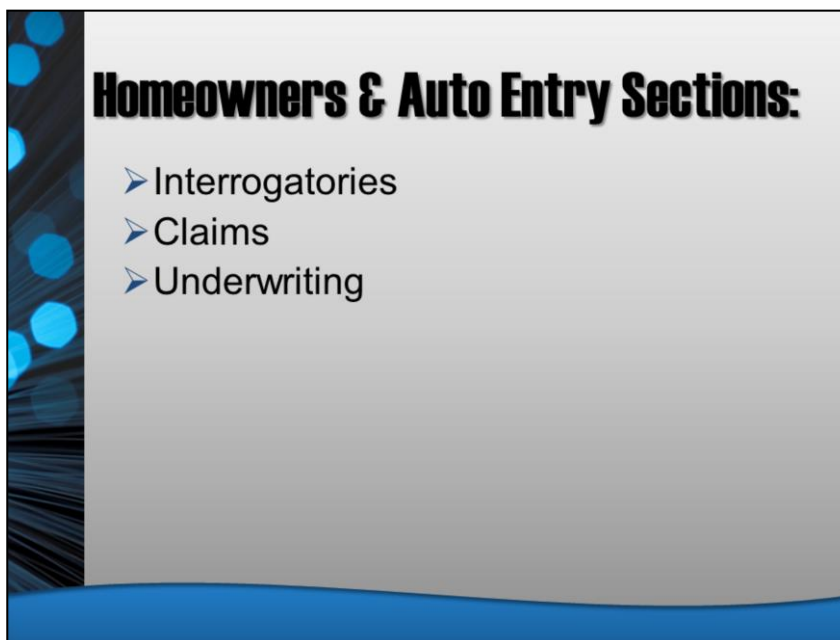 Homeowners & Auto Entry Sections:
Interrogatories
Claims
Underwriting